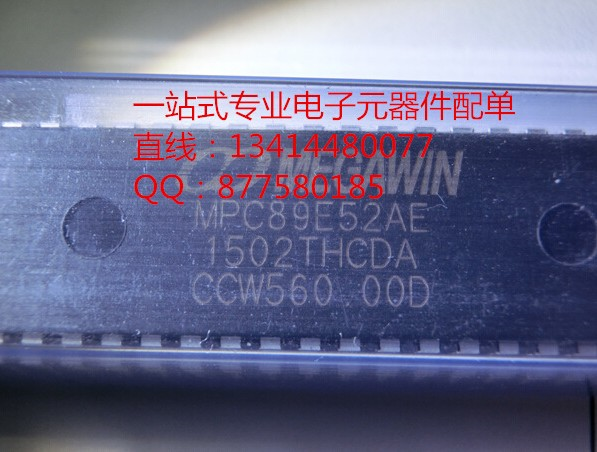 一站式专业电子元器件配单
直线：13414480077
MEGAWIN
QQ：877580185
MPC89E52AE
1502THCDA
CCW560.00D